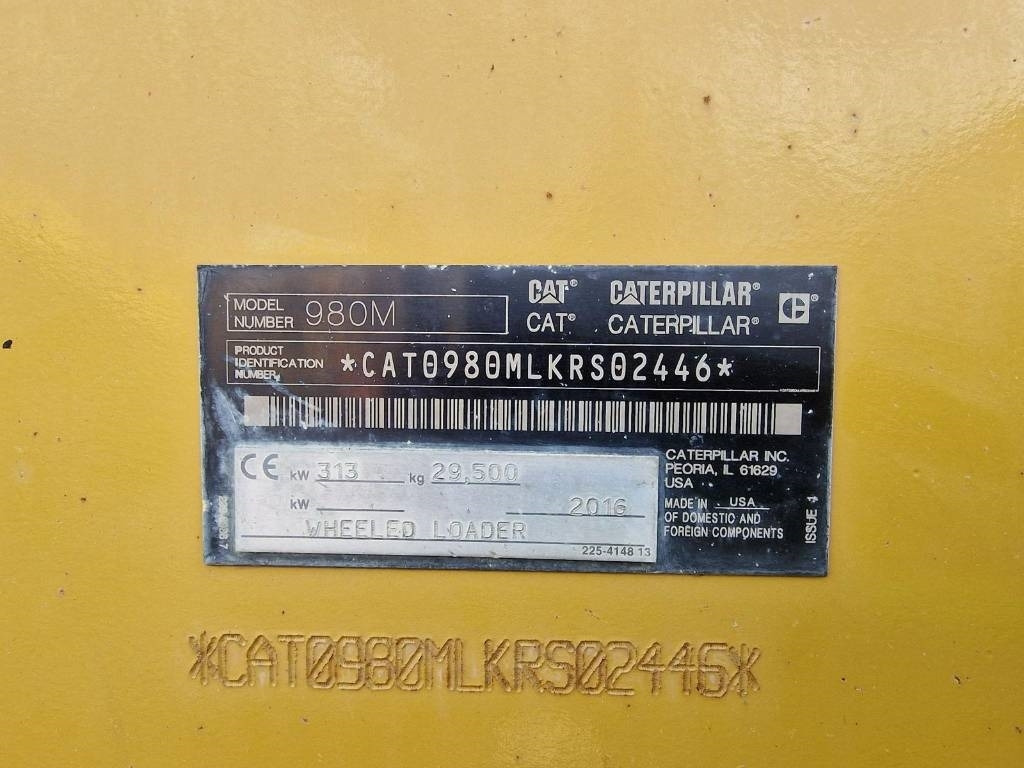 MODEL NUMBER 980M
CAT® CATERPILLAR®
CAT® CATERPILLAR®
PRODUCT IDENTIFICATION NUMBER *CAT0980MLKRS02446*
CE kW 313 kg 29,500
kW 2016
WHEELED LOADER
225-4148 13
CATERPILLAR INC.
PEORIA, IL 61629
USA
MADE IN USA
OF DOMESTIC AND
FOREIGN COMPONENTS
ISSUE 4
*CAT0980MLKRS02446*